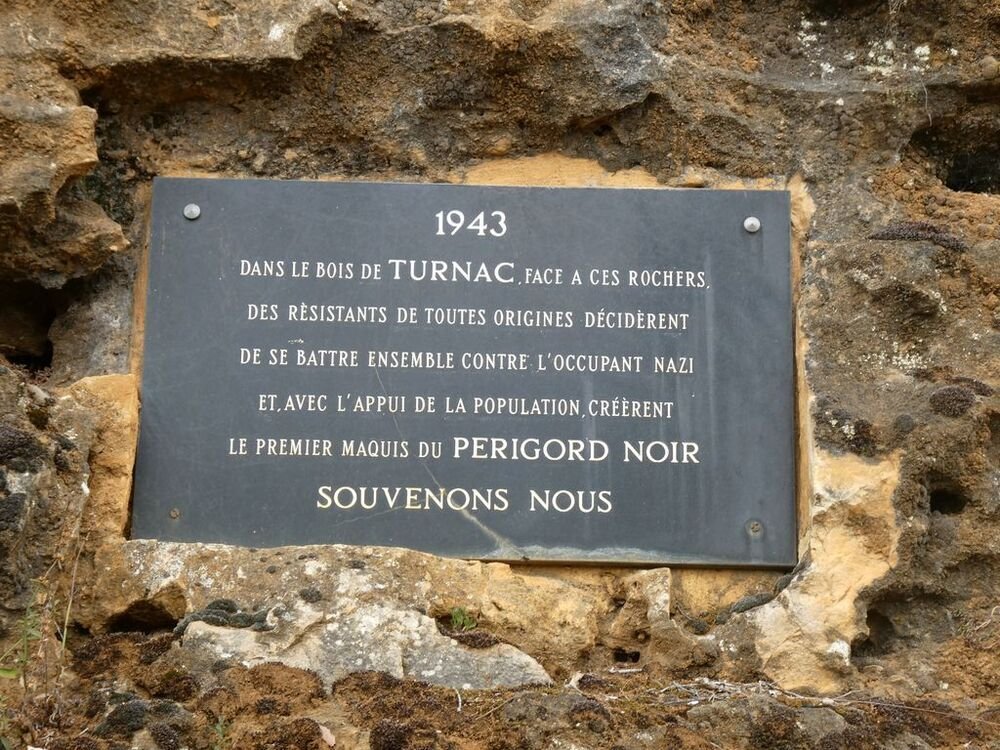 1943
DANS LE BOIS DE TURNAC, FACE A CES ROCHERS,
DES RÈSISTANTS DE TOUTES ORIGINES DÉCIDÈRENT
DE SE BATTRE ENSEMBLE CONTRE L'OCCUPANT NAZI
ET, AVEC L'APPUI DE LA POPULATION, CRÉÈRENT
LE PREMIER MAQUIS DU PERIGORD NOIR
SOUVENONS NOUS